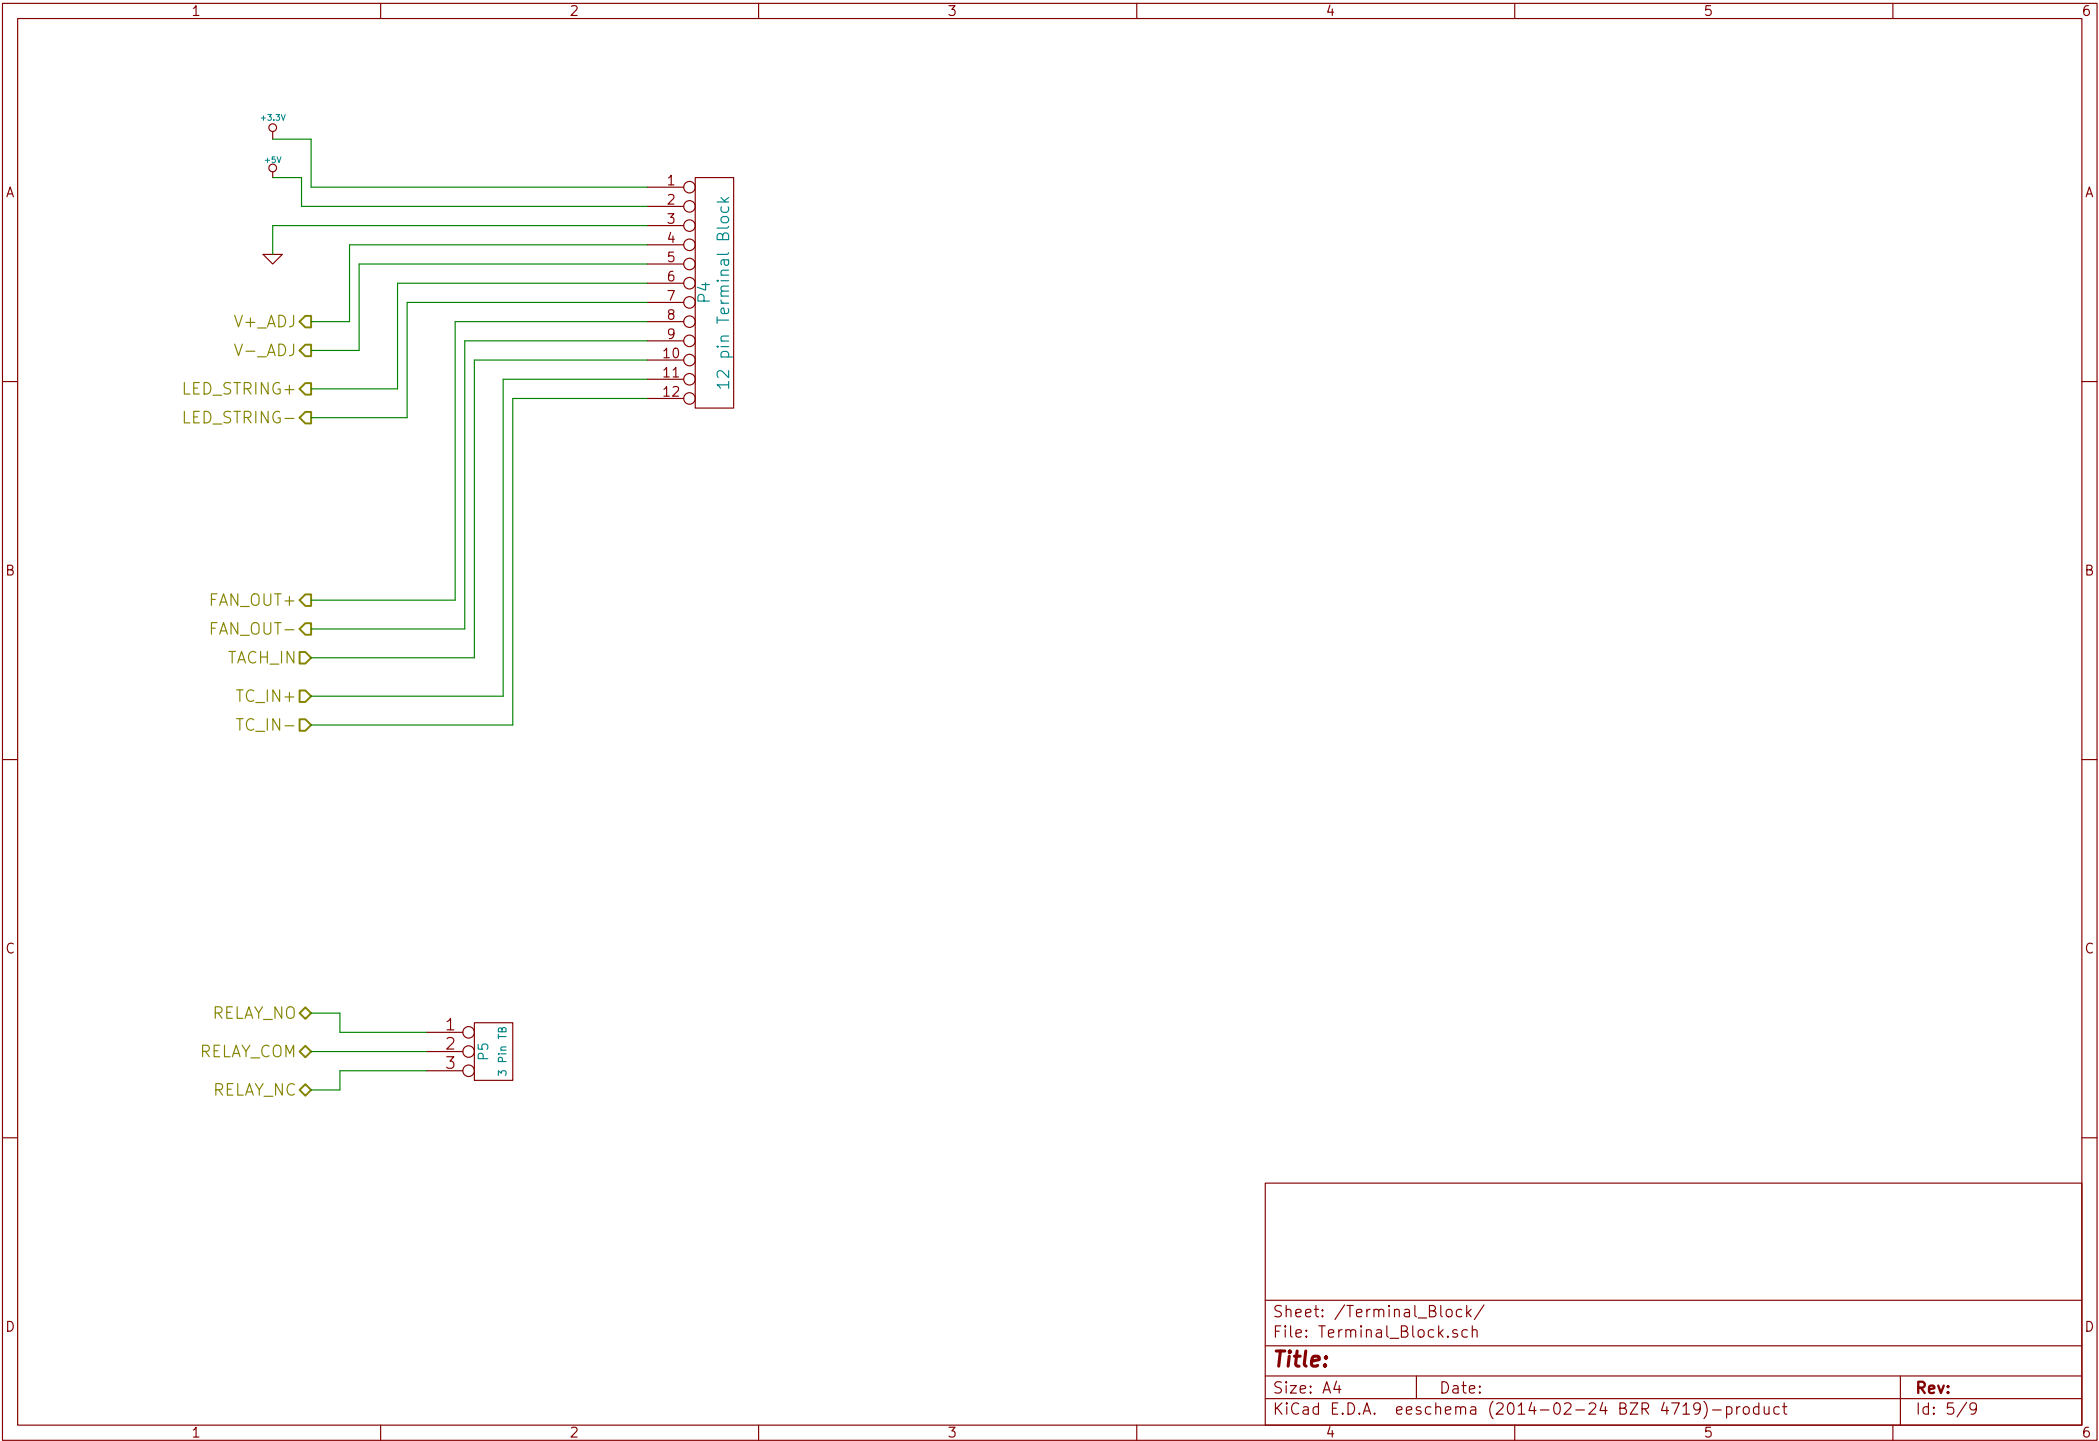 1 2 3 4 5 6
+3.3V
+5V
A A
1
2
3
4
5
6
7
8
9
10
11
12
P4
12 pin Terminal Block
V+_ADJ
V-_ADJ
LED_STRING+
LED_STRING-
B B
FAN_OUT+
FAN_OUT-
TACH_IN
TC_IN+
TC_IN-
C C
RELAY_NO
RELAY_COM
RELAY_NC
1
2
3
P5
3 Pin TB
D D
Sheet: /Terminal_Block/
File: Terminal_Block.sch
Title:
Size: A4 Date: Rev:
KiCad E.D.A. eeschema (2014-02-24 BZR 4719)-product Id: 5/9
1 2 3 4 5 6